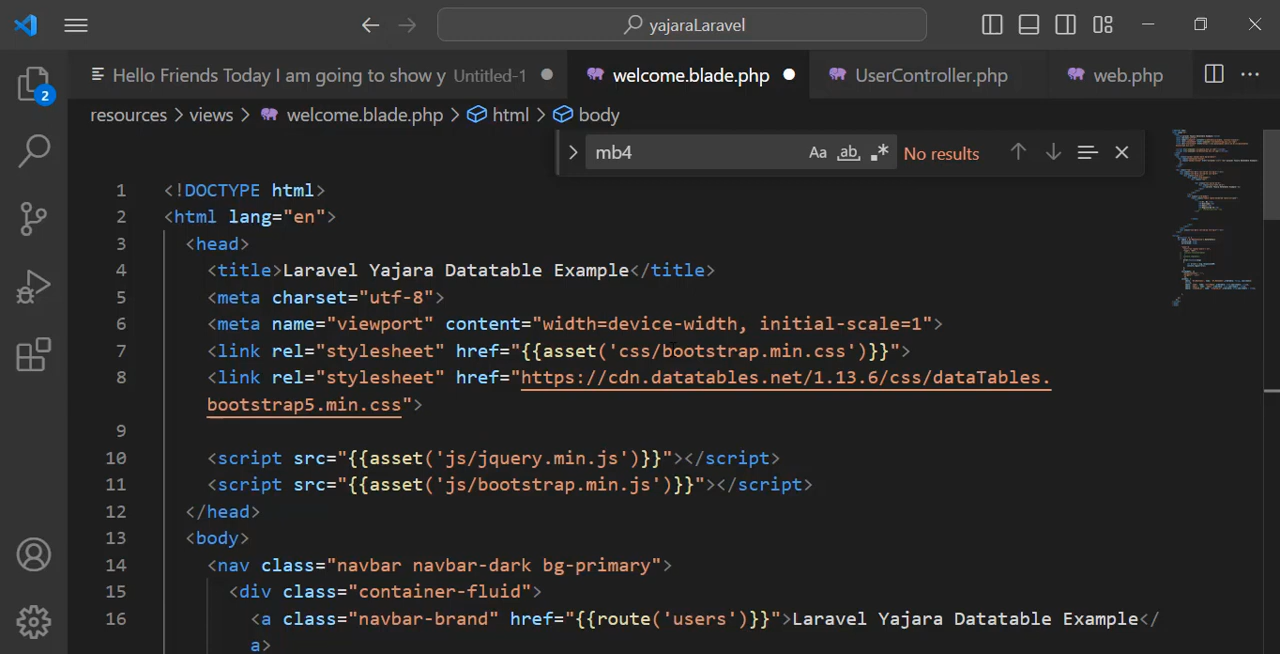 yajaraLaravel
Hello Friends Today I am going to show y Untitled-1
welcome.blade.php
UserController.php
web.php
2
resources > views > welcome.blade.php > html > body
mb4
Aa
ab
No results
1 <!DOCTYPE html>
2 <html lang="en">
3 <head>
4 <title>Laravel Yajara Datatable Example</title>
5 <meta charset="utf-8">
6 <meta name="viewport" content="width=device-width, initial-scale=1">
7 <link rel="stylesheet" href="{{asset('css/bootstrap.min.css')}}">
8 <link rel="stylesheet" href="https://cdn.datatables.net/1.13.6/css/dataTables.
bootstrap5.min.css">
9
10 <script src="{{asset('js/jquery.min.js')}}"></script>
11 <script src="{{asset('js/bootstrap.min.js')}}"></script>
12 </head>
13 <body>
14 <nav class="navbar navbar-dark bg-primary">
15 <div class="container-fluid">
16 <a class="navbar-brand" href="{{route('users')}}">Laravel Yajara Datatable Example</
a>